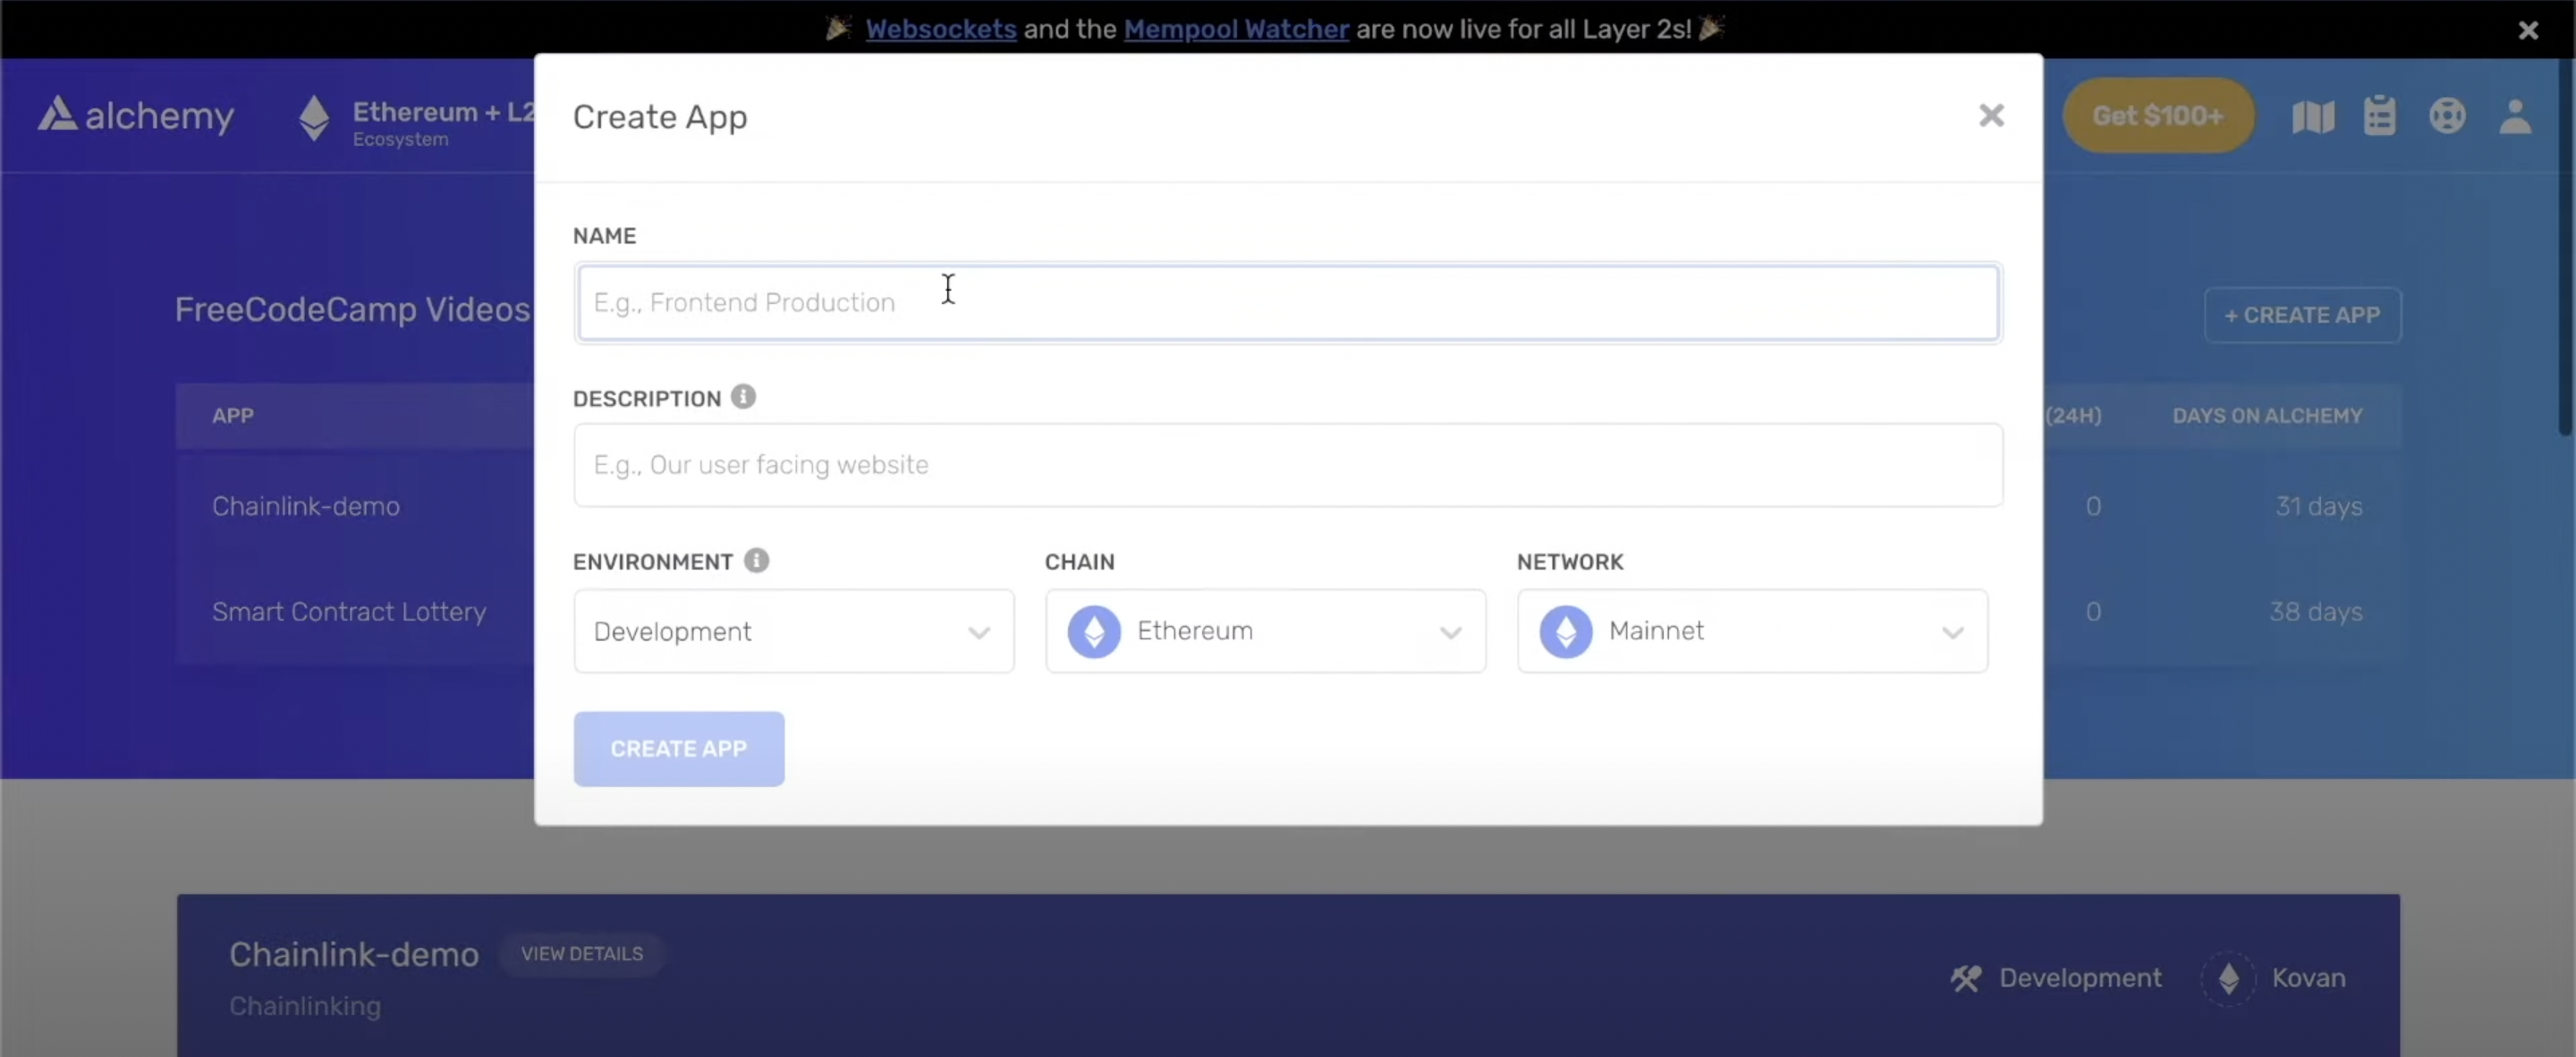 Websockets and the Mempool Watcher are now live for all Layer 2s!
alchemy
Ethereum + L2
Ecosystem
Get $100+
Create App
NAME
E.g., Frontend Production
FreeCodeCamp Videos
+ CREATE APP
DESCRIPTION
E.g., Our user facing website
APP
(24H)
DAYS ON ALCHEMY
Chainlink-demo
0
31 days
ENVIRONMENT
CHAIN
NETWORK
Development
Ethereum
Mainnet
Smart Contract Lottery
0
38 days
CREATE APP
Chainlink-demo
VIEW DETAILS
Chainlinking
Development
Kovan